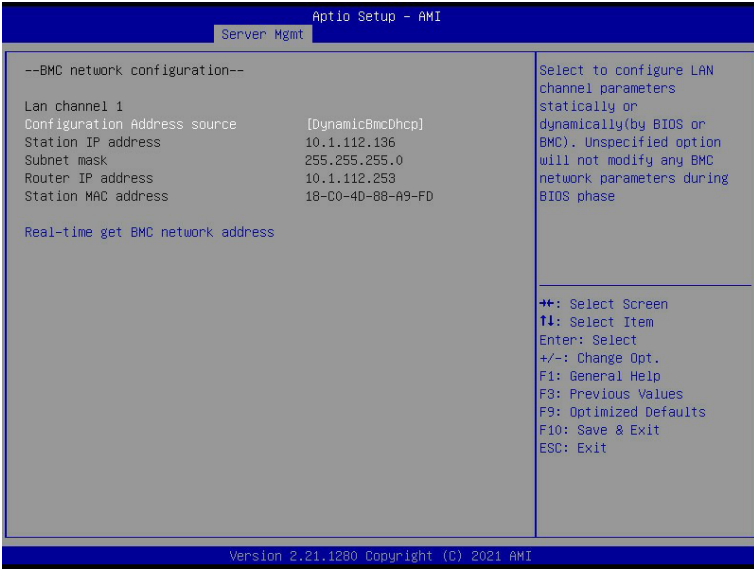 Aptio Setup – AMI
Server Mgmt
--BMC network configuration--
Lan channel 1
Configuration Address source [DynamicBmcDhcp]
Station IP address 10.1.112.136
Subnet mask 255.255.255.0
Router IP address 10.1.112.253
Station MAC address 18-C0-4D-88-A9-FD
Real-time get BMC network address
Select to configure LAN
channel parameters
statically or
dynamically(by BIOS or
BMC). Unspecified option
will not modify any BMC
network parameters during
BIOS phase
→←: Select Screen
↑↓: Select Item
Enter: Select
+/-: Change Opt.
F1: General Help
F3: Previous Values
F9: Optimized Defaults
F10: Save & Exit
ESC: Exit
Version 2.21.1280 Copyright (C) 2021 AMI